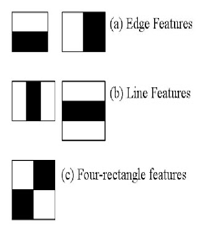 (a) Edge Features
(b) Line Features
(c) Four-rectangle features